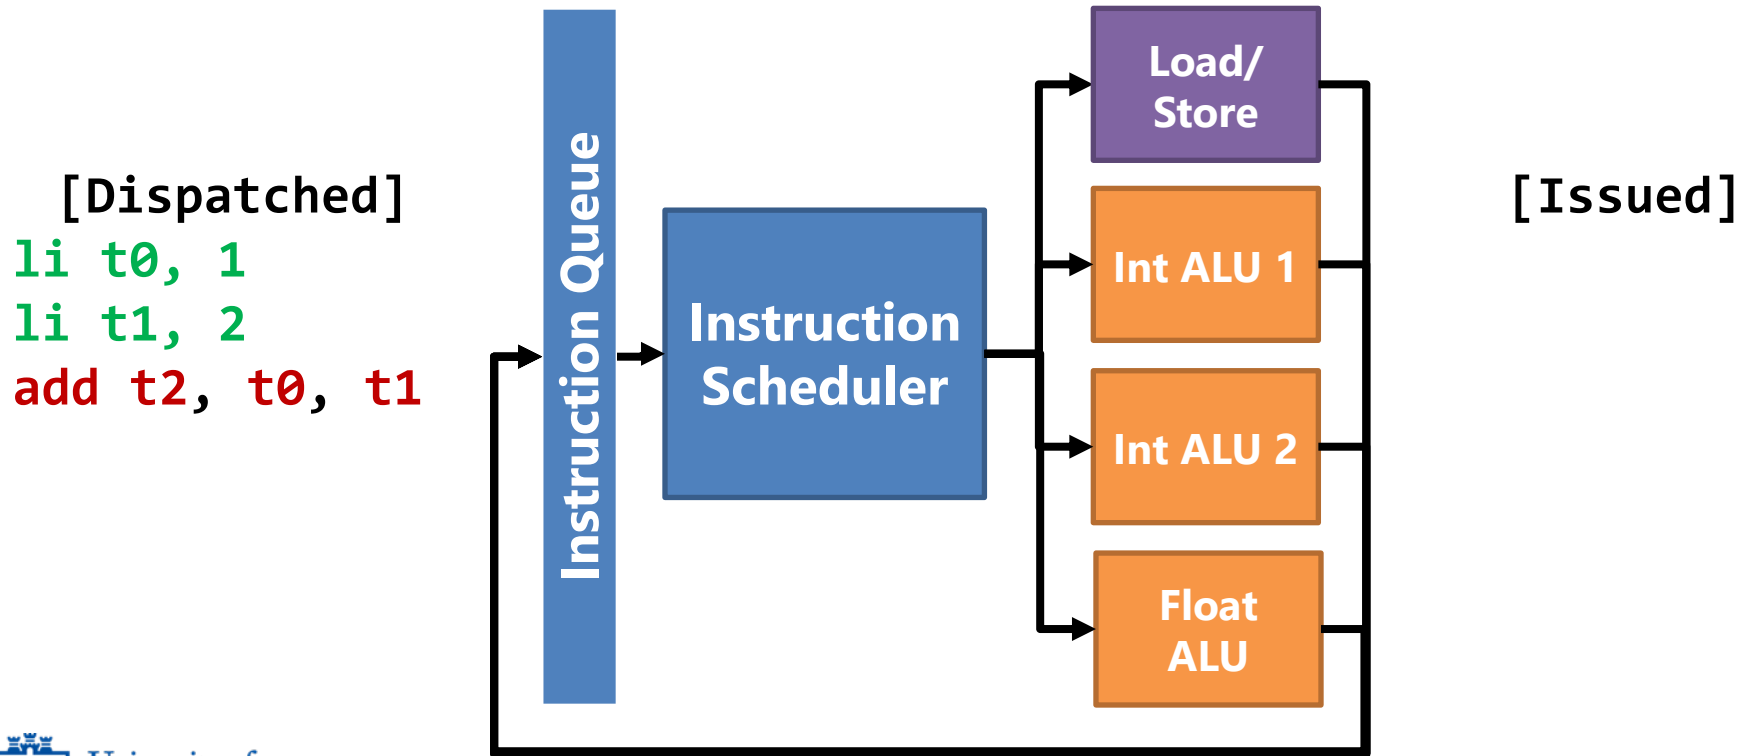 [Dispatched]
li t0, 1
li t1, 2
add t2, t0, t1
Instruction Queue
Instruction
Scheduler
Load/
Store
Int ALU 1
Int ALU 2
Float
ALU
[Issued]